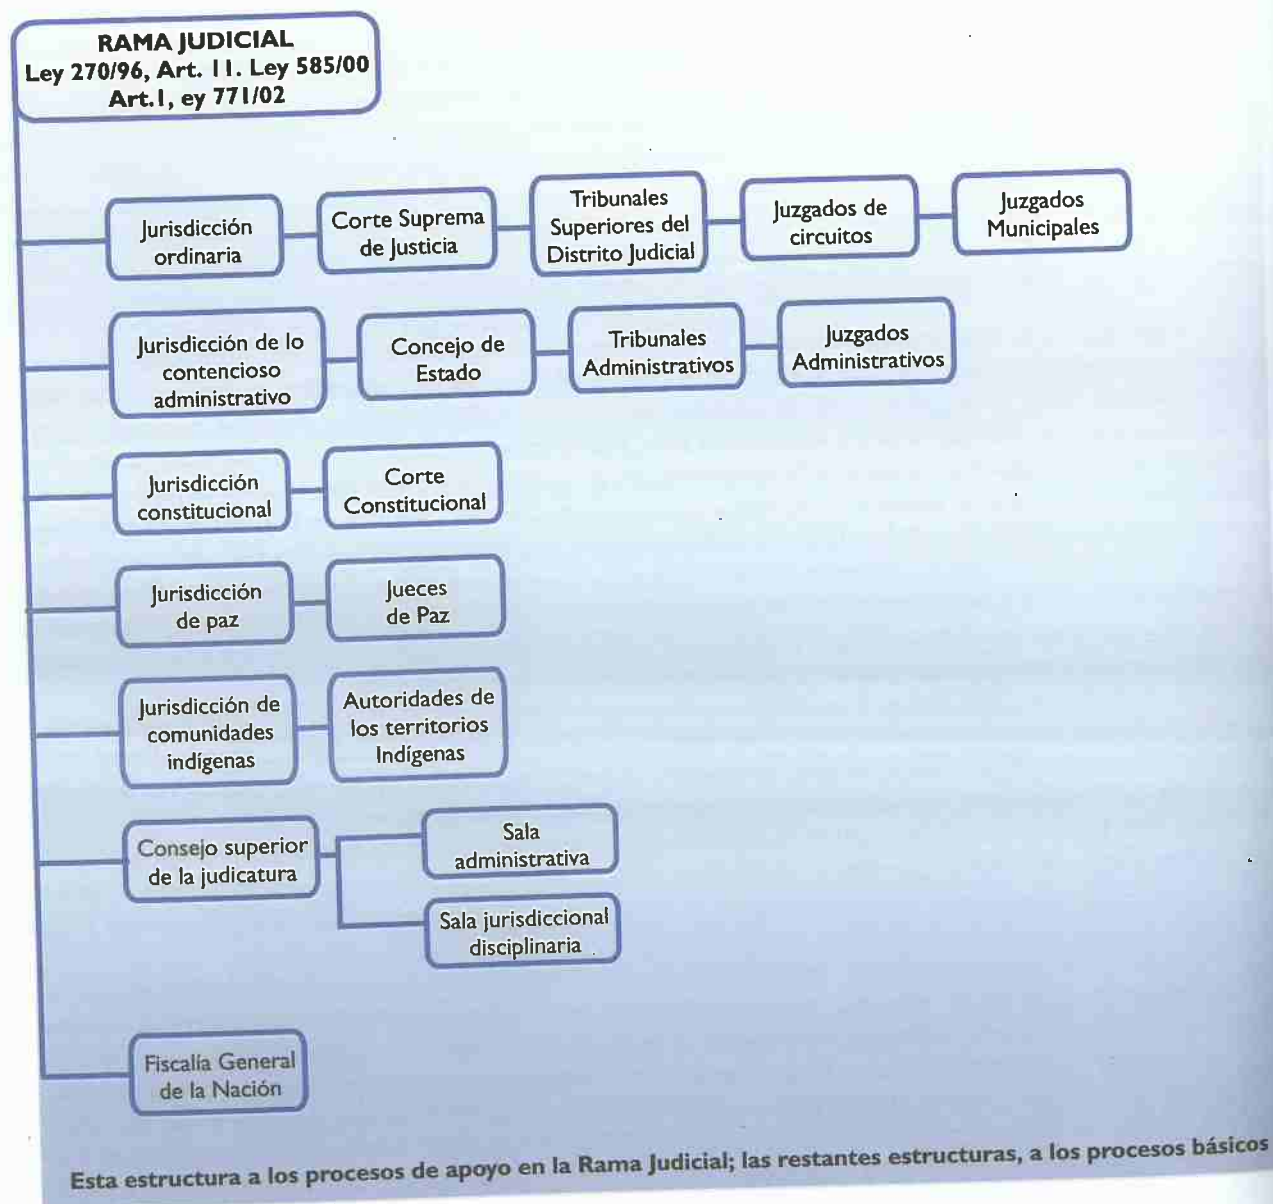 RAMA JUDICIAL
Ley 270/96, Art. 11. Ley 585/00
Art.1, ey 771/02
Jurisdicción
ordinaria
Corte Suprema
de Justicia
Tribunales
Superiores del
Distrito Judicial
Juzgados de
circuitos
Juzgados
Municipales
Jurisdicción de lo
contencioso
administrativo
Concejo de
Estado
Tribunales
Administrativos
Juzgados
Administrativos
Jurisdicción
constitucional
Corte
Constitucional
Jurisdicción
de paz
Jueces
de Paz
Jurisdicción de
comunidades
indígenas
Autoridades de
los territorios
Indígenas
Consejo superior
de la judicatura
Sala
administrativa
Sala jurisdiccional
disciplinaria
Fiscalía General
de la Nación
Esta estructura a los procesos de apoyo en la Rama Judicial; las restantes estructuras, a los procesos básicos